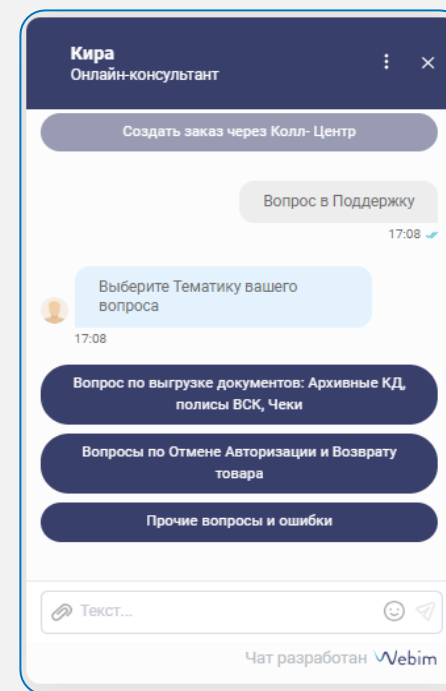 Кира
Онлайн-консультант
Создать заказ через Колл- Центр
Вопрос в Поддержку
17:08
Выберите Тематику вашего
вопроса
17:08
Вопрос по выгрузке документов: Архивные КД,
полисы ВСК, Чеки
Вопросы по Отмене Авторизации и Возврату
товара
Прочие вопросы и ошибки
Текст...
Чат разработан Webim